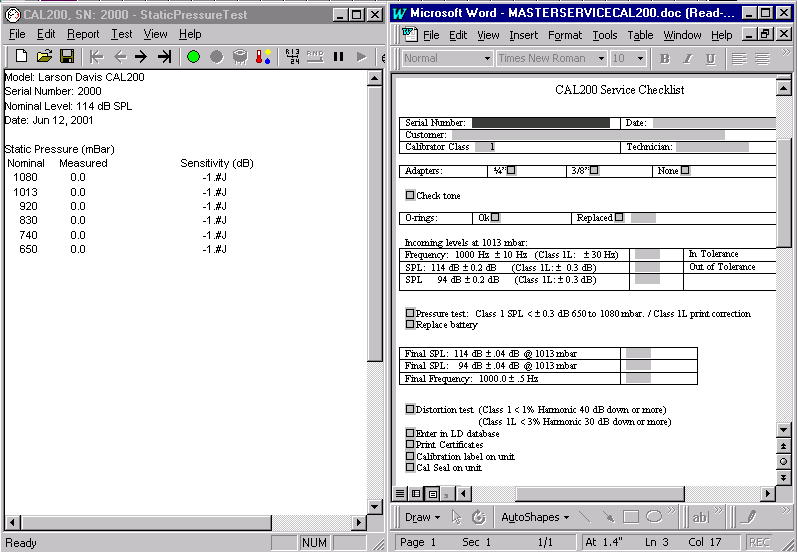 CAL200, SN: 2000 - StaticPressureTest
File Edit Report Test View Help
R13
24
RND
Model: Larson Davis CAL200
Serial Number: 2000
Nominal Level: 114 dB SPL
Date: Jun 12, 2001
Static Pressure (mBar)
Nominal Measured Sensitivity (dB)
1080 0.0 -1.#J
1013 0.0 -1.#J
920 0.0 -1.#J
830 0.0 -1.#J
740 0.0 -1.#J
650 0.0 -1.#J
Ready NUM
Microsoft Word - MASTERSERVICECAL200.doc (Read-...
File Edit View Insert Format Tools Table »
Normal Times New Roman 10 B I U »
CAL200 Service Checklist
Serial Number: Date:
Customer:
Calibrator Class 1 Technician:
Adapters: ¼" 3/8" None
Check tone
O-rings: Ok Replaced
Incoming levels at 1013 mbar:
Frequency: 1000 Hz ± 10 Hz (Class 1L: ± 30 Hz) In Tolerance
SPL: 114 dB ± 0.2 dB (Class 1L: ± 0.3 dB) Out of Tolerance
SPL 94 dB ± 0.2 dB (Class 1L: ± 0.3 dB)
Pressure test: Class 1 SPL < ± 0.3 dB 650 to 1080 mbar. / Class 1L print correction
Replace battery
Final SPL: 114 dB ± .04 dB @ 1013 mbar
Final SPL: 94 dB ± .04 dB @ 1013 mbar
Final Frequency: 1000.0 ± .5 Hz
Distortion test (Class 1 < 1% Harmonic 40 dB down or more)
(Class 1L < 3% Harmonic 30 dB down or more)
Enter in LD database
Print Certificates
Calibration label on unit
Cal Seal on unit
Draw AutoShapes » ab| »
Page 1 Sec 1 1/1 At 1.4" Ln 3 Col 17 REC